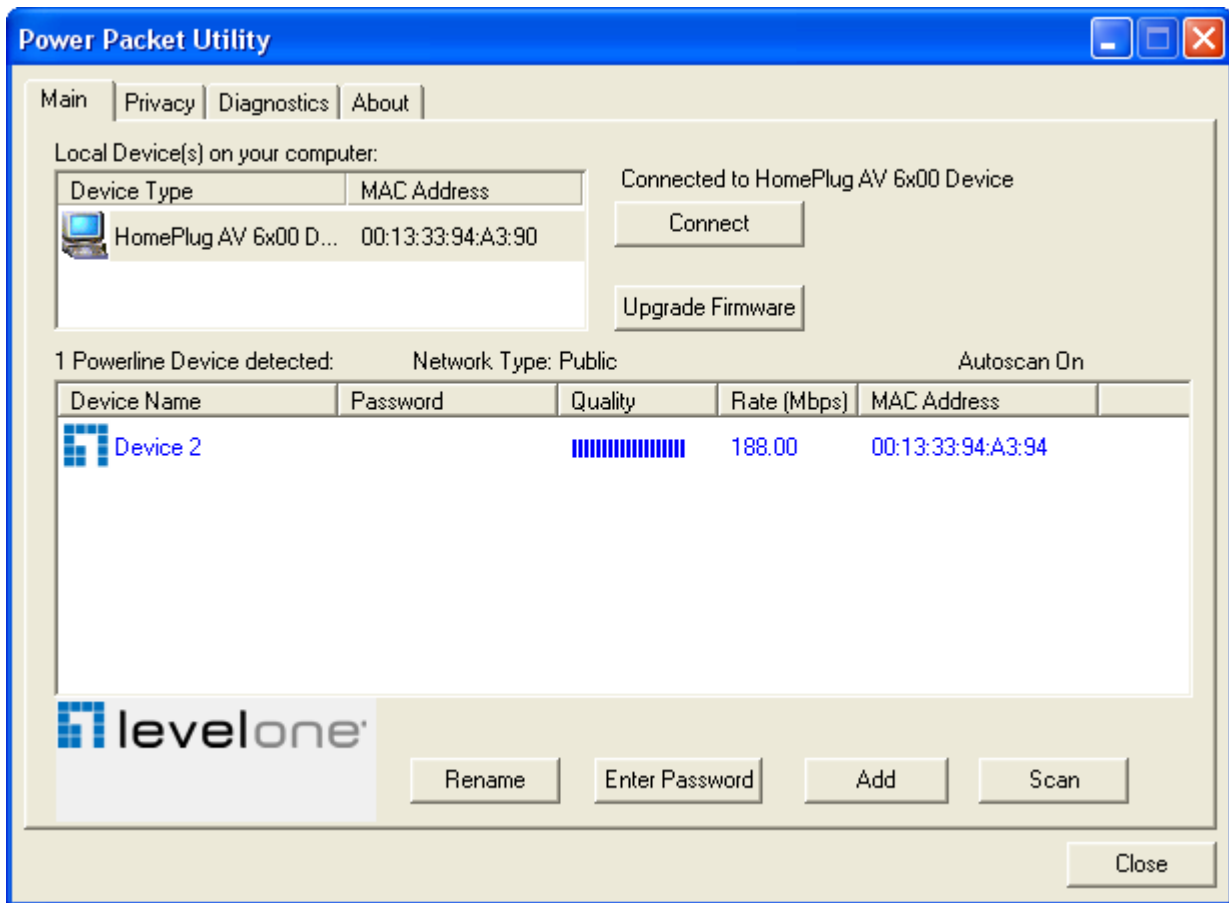 Power Packet Utility
Main Privacy Diagnostics About
Local Device(s) on your computer:
Device Type MAC Address
HomePlug AV 6x00 D... 00:13:33:94:A3:90
Connected to HomePlug AV 6x00 Device
Connect
Upgrade Firmware
1 Powerline Device detected: Network Type: Public Autoscan On
Device Name Password Quality Rate (Mbps) MAC Address
Device 2 188.00 00:13:33:94:A3:94
levelone
Rename Enter Password Add Scan
Close